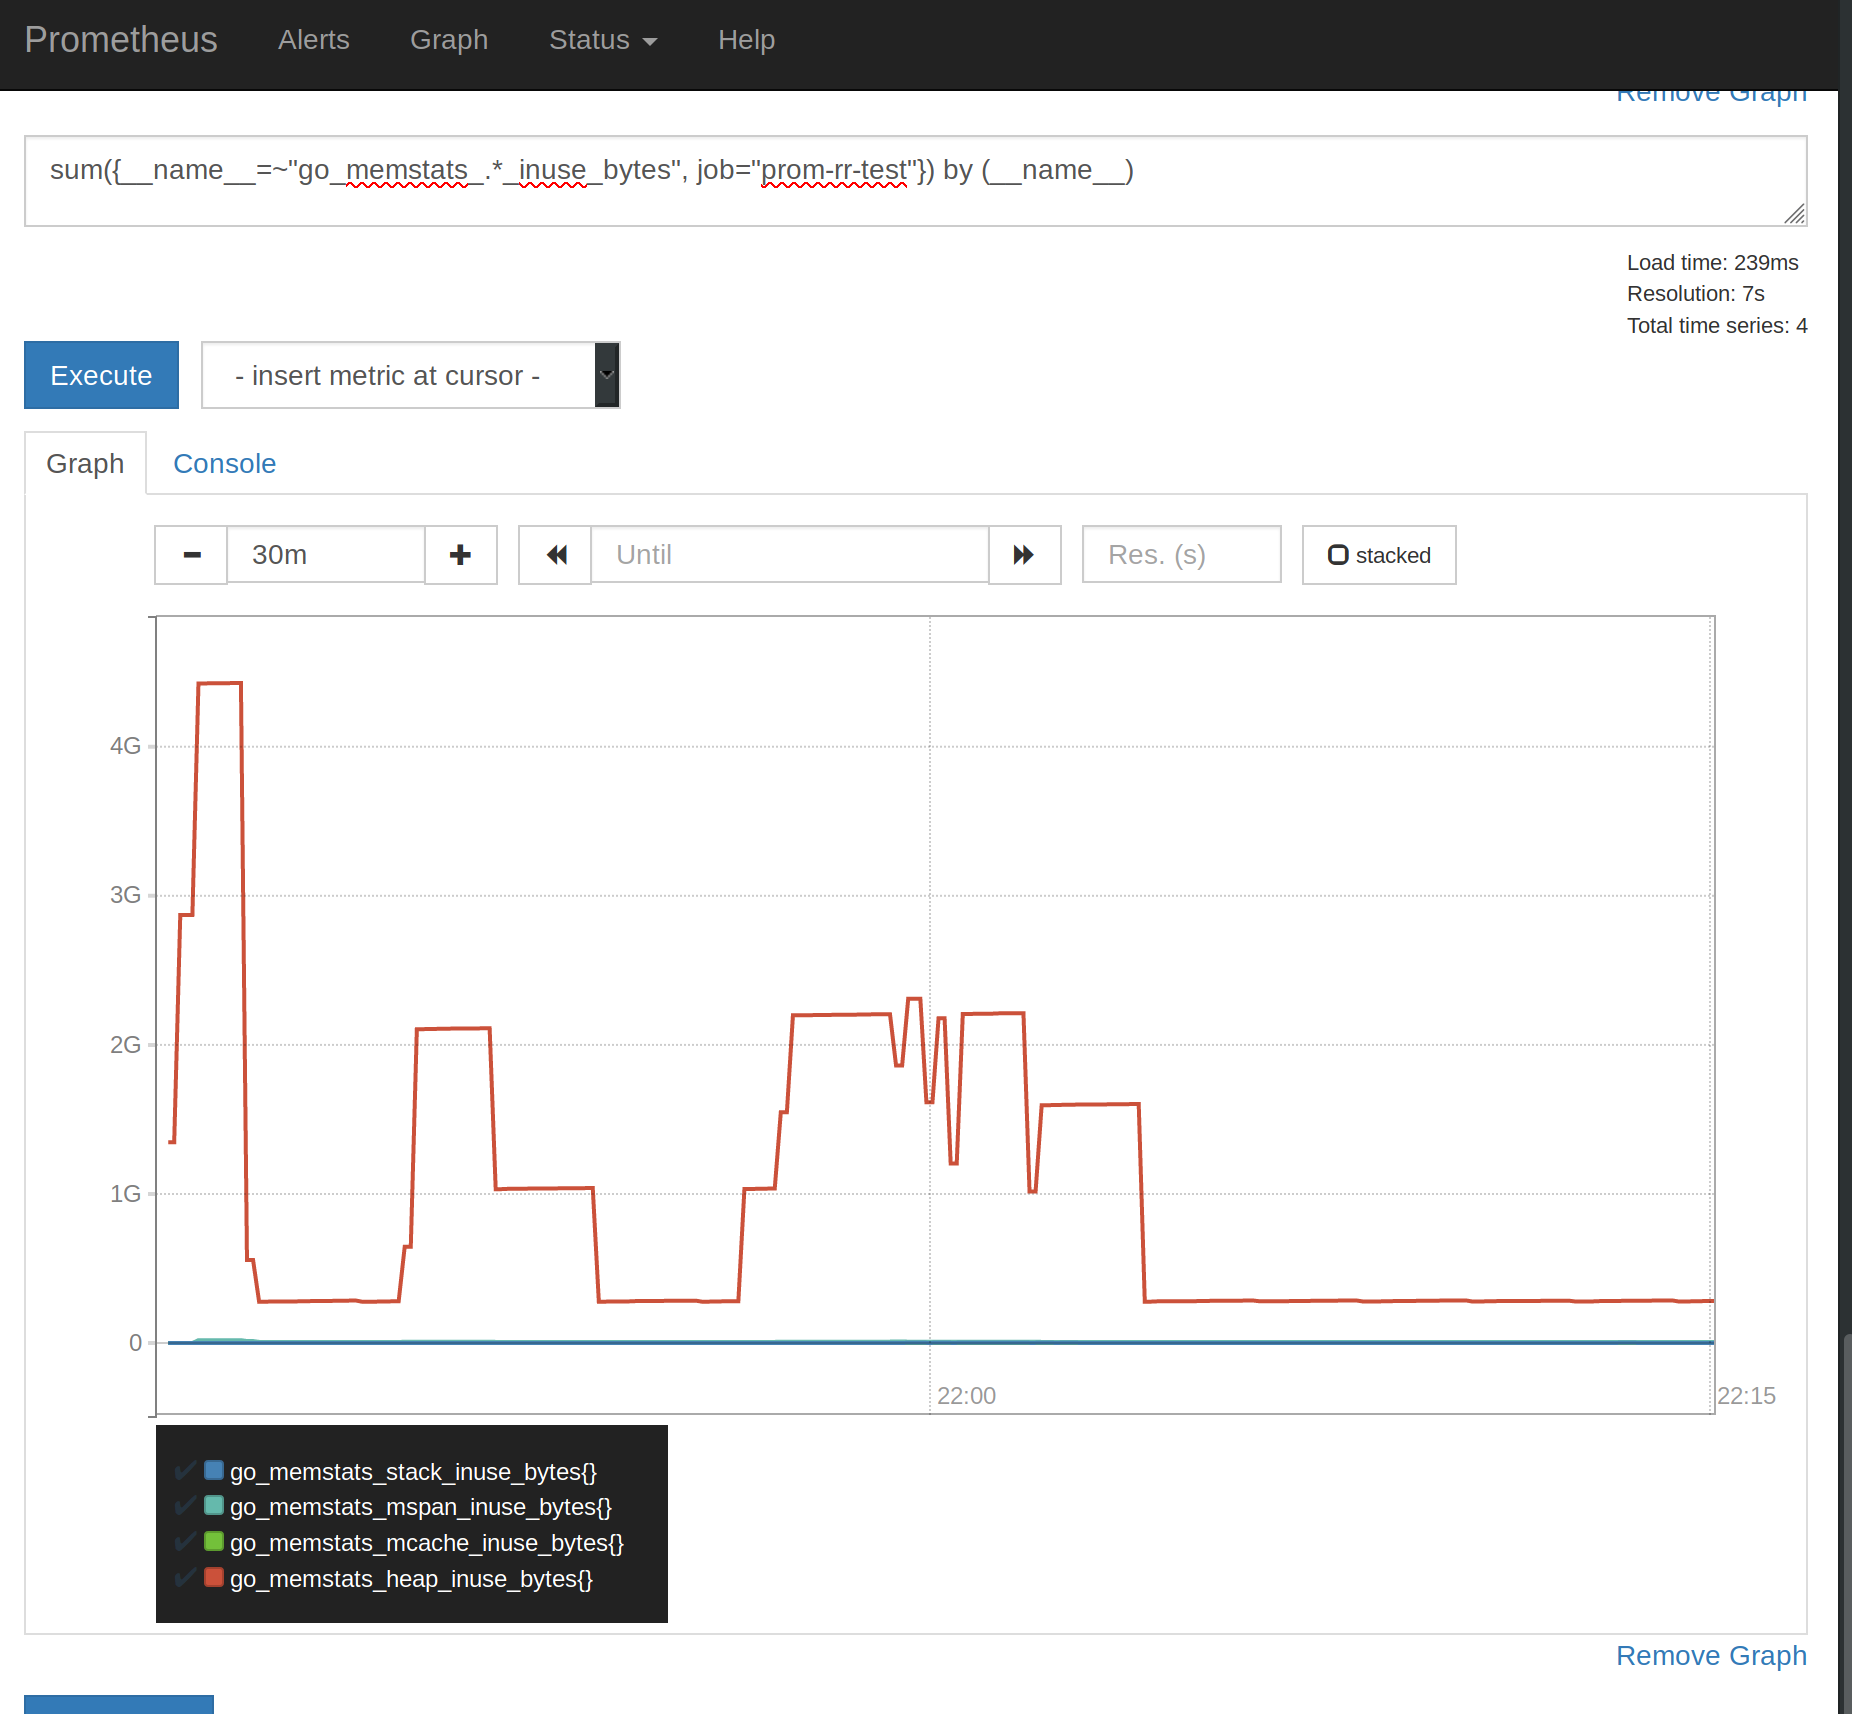 Prometheus Alerts Graph Status Help
Remove Graph
sum({__name__=~"go_memstats_.*_inuse_bytes", job="prom-rr-test"}) by (__name__)
Load time: 239ms
Resolution: 7s
Total time series: 4
Execute - insert metric at cursor -
Graph Console
30m Until Res. (s) stacked
4G
3G
2G
1G
0
22:00 22:15
go_memstats_stack_inuse_bytes{}
go_memstats_mspan_inuse_bytes{}
go_memstats_mcache_inuse_bytes{}
go_memstats_heap_inuse_bytes{}
Remove Graph